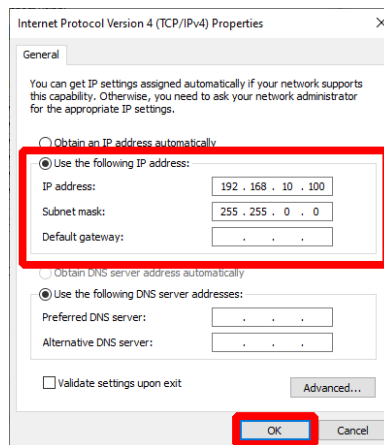 Internet Protocol Version 4 (TCP/IPv4) Properties
General
You can get IP settings assigned automatically if your network supports
this capability. Otherwise, you need to ask your network administrator
for the appropriate IP settings.
Obtain an IP address automatically
Use the following IP address:
IP address: 192 . 168 . 10 . 100
Subnet mask: 255 . 255 . 0 . 0
Default gateway: . . .
Obtain DNS server address automatically
Use the following DNS server addresses:
Preferred DNS server: . . .
Alternative DNS server: . . .
Validate settings upon exit
Advanced...
OK Cancel